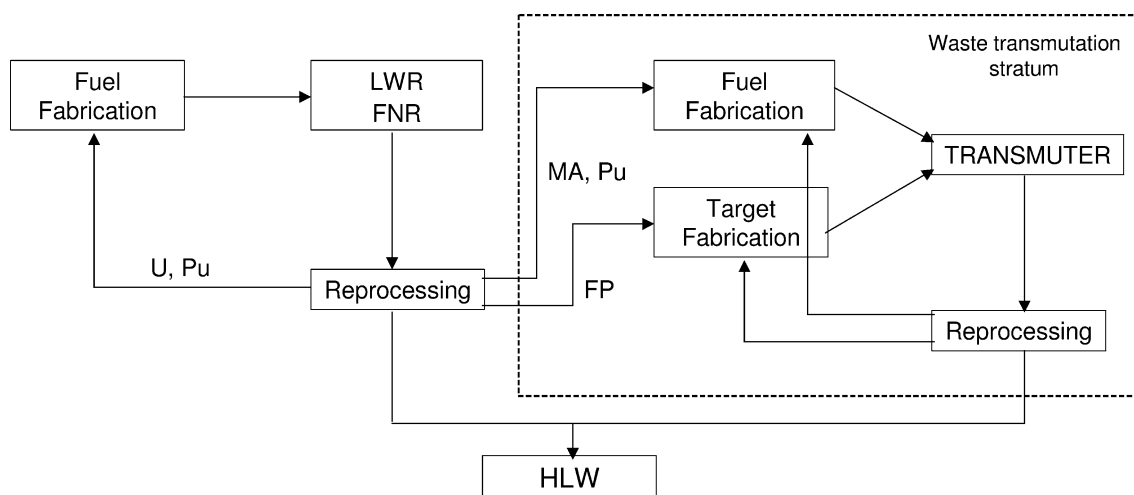 Waste transmutation
stratum
Fuel
Fabrication
LWR
FNR
Fuel
Fabrication
TRANSMUTER
MA, Pu
Target
Fabrication
U, Pu
Reprocessing
FP
Reprocessing
HLW